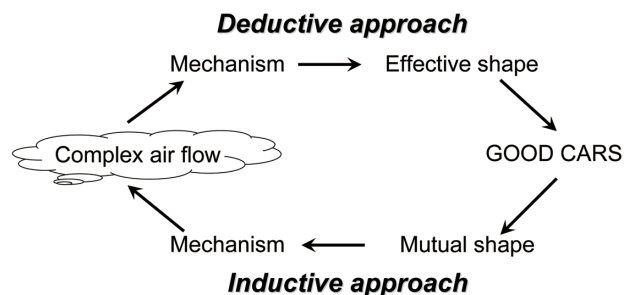 Deductive approach
Mechanism
Effective shape
Complex air flow
GOOD CARS
Mechanism
Mutual shape
Inductive approach